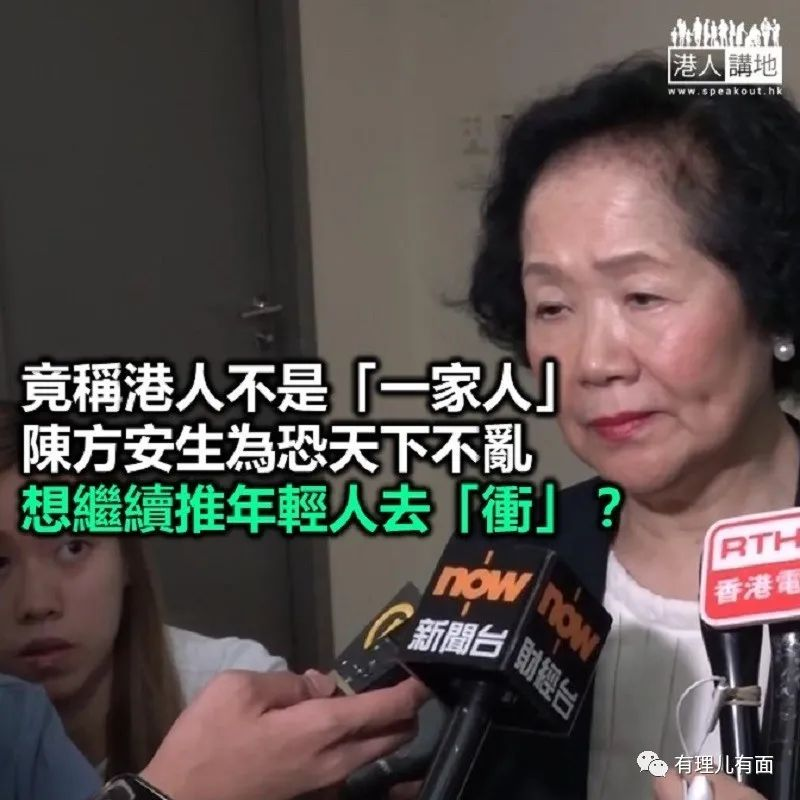 港人講地
www.speakout.hk
竟稱港人不是「一家人」
陳方安生為恐天下不亂
想繼續推年輕人去「衝」？
now
新聞台
now
財經台
RTH
香港電
有理儿有面